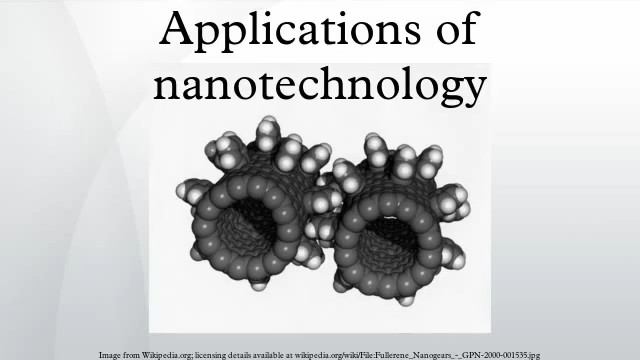 Applications of
nanotechnology
Image from Wikipedia.org; licensing details available at wikipedia.org/wiki/File:Fullerene_Nanogears_-_GPN-2000-001535.jpg